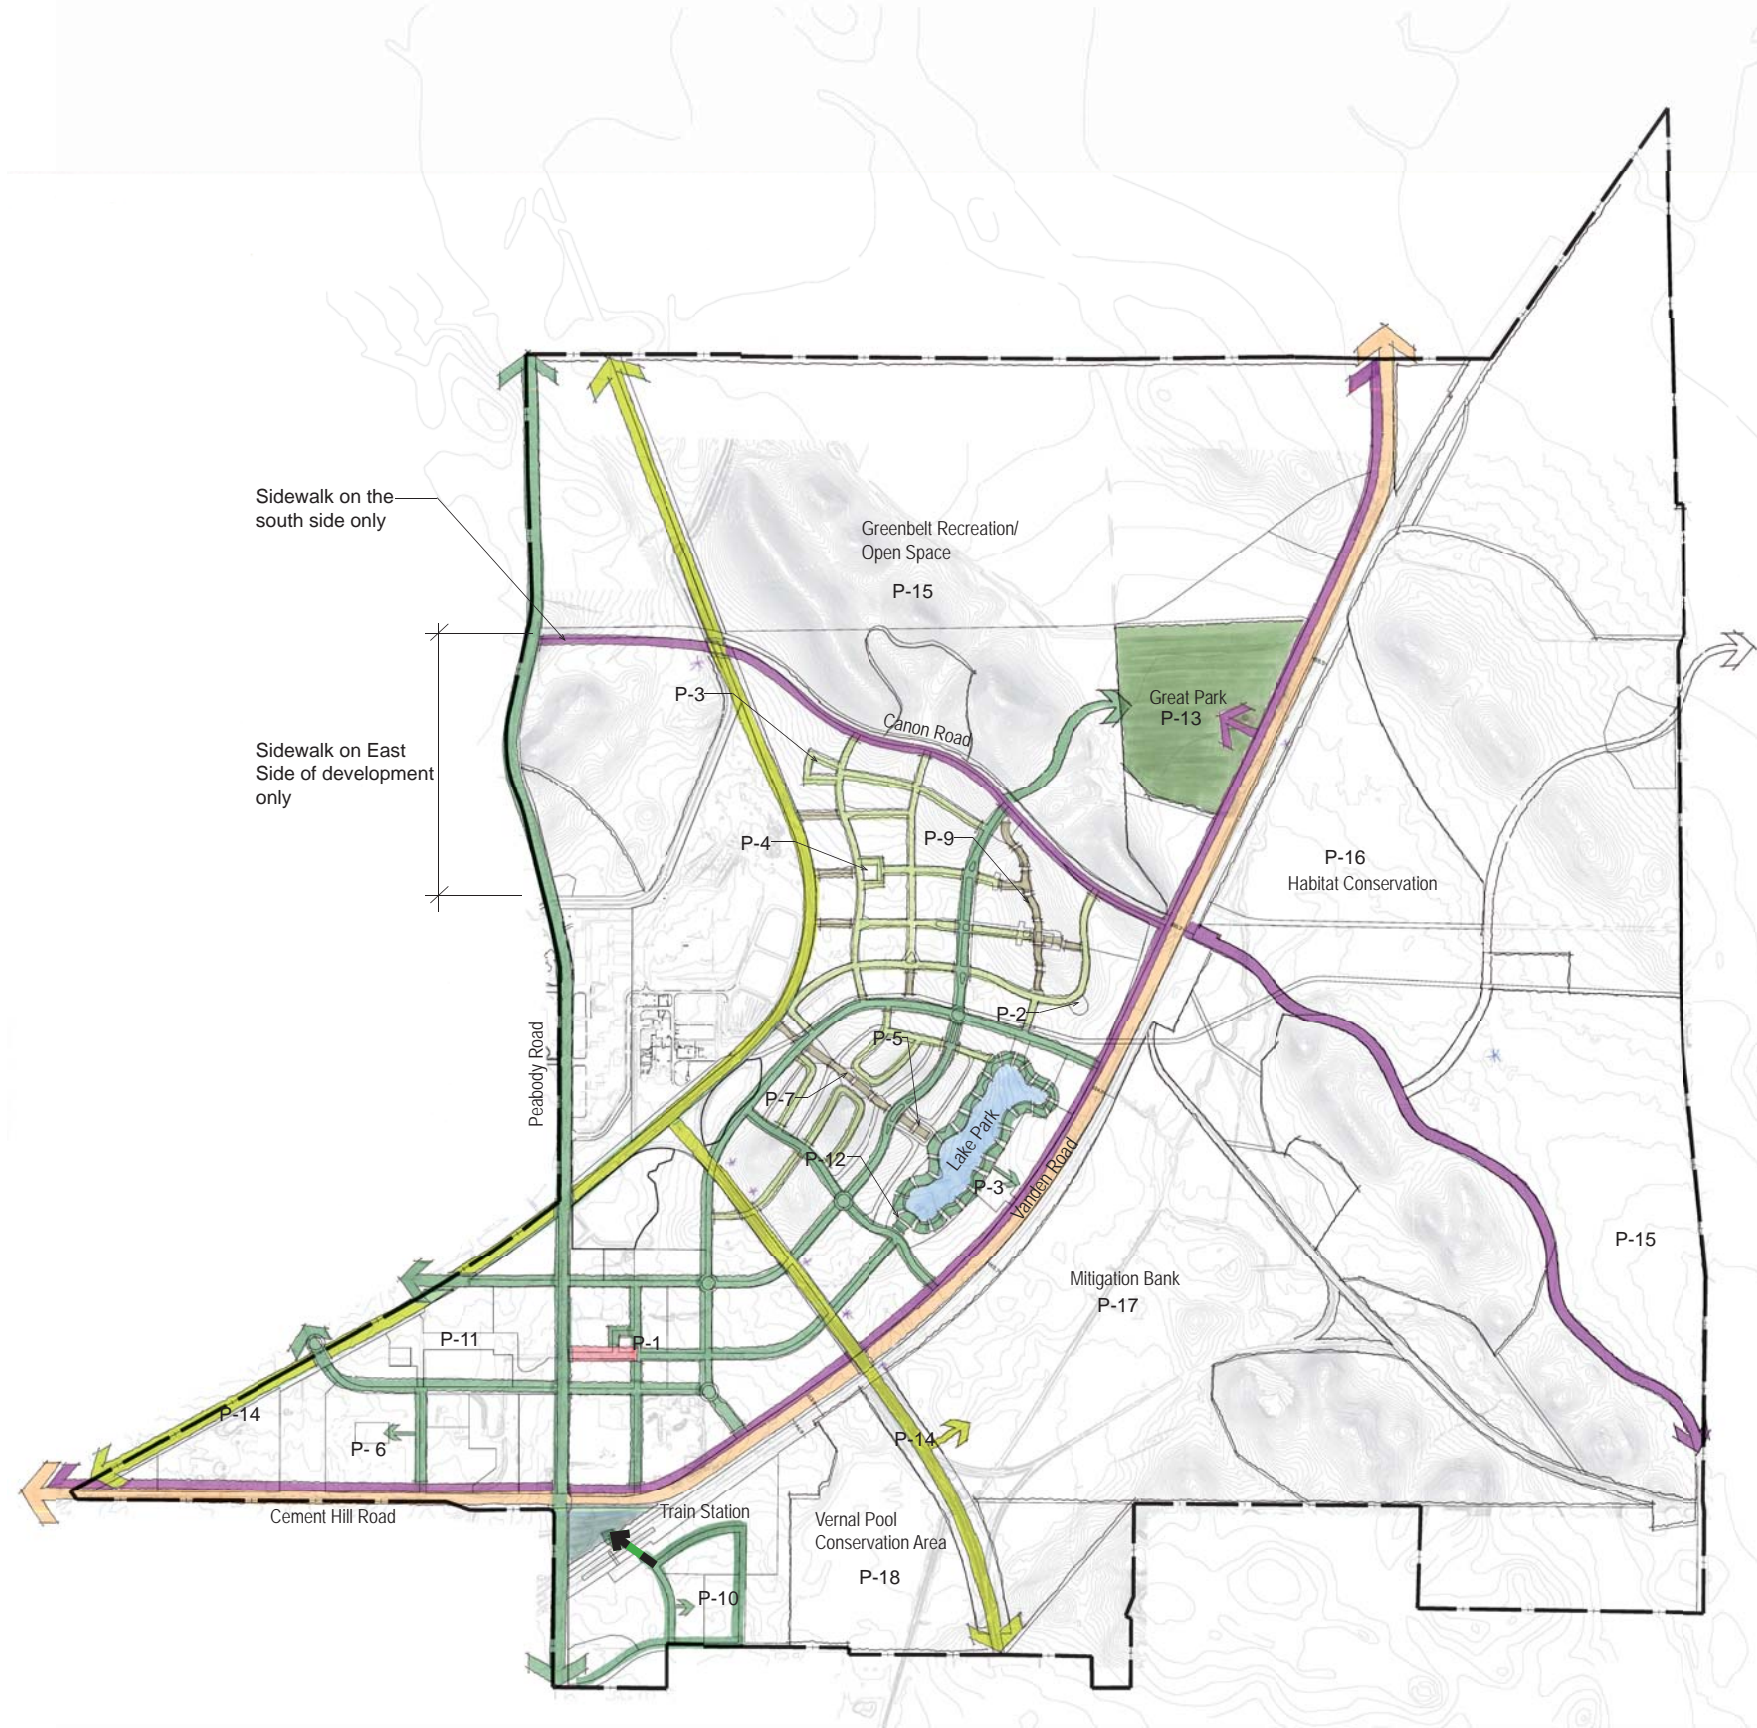 Sidewalk on the
south side only
Greenbelt Recreation/
Open Space
P-15
P-3
Great Park
P-13
Canon Road
Sidewalk on East
Side of development
only
P-4
P-9
P-16
Habitat Conservation
P-2
P-5
Peabody Road
P-7
Lake Park
P-12
P-3
Vanden Road
P-15
Mitigation Bank
P-17
P-11
P-1
P-14
P-14
P- 6
Cement Hill Road
Train Station
Vernal Pool
Conservation Area
P-18
P-10